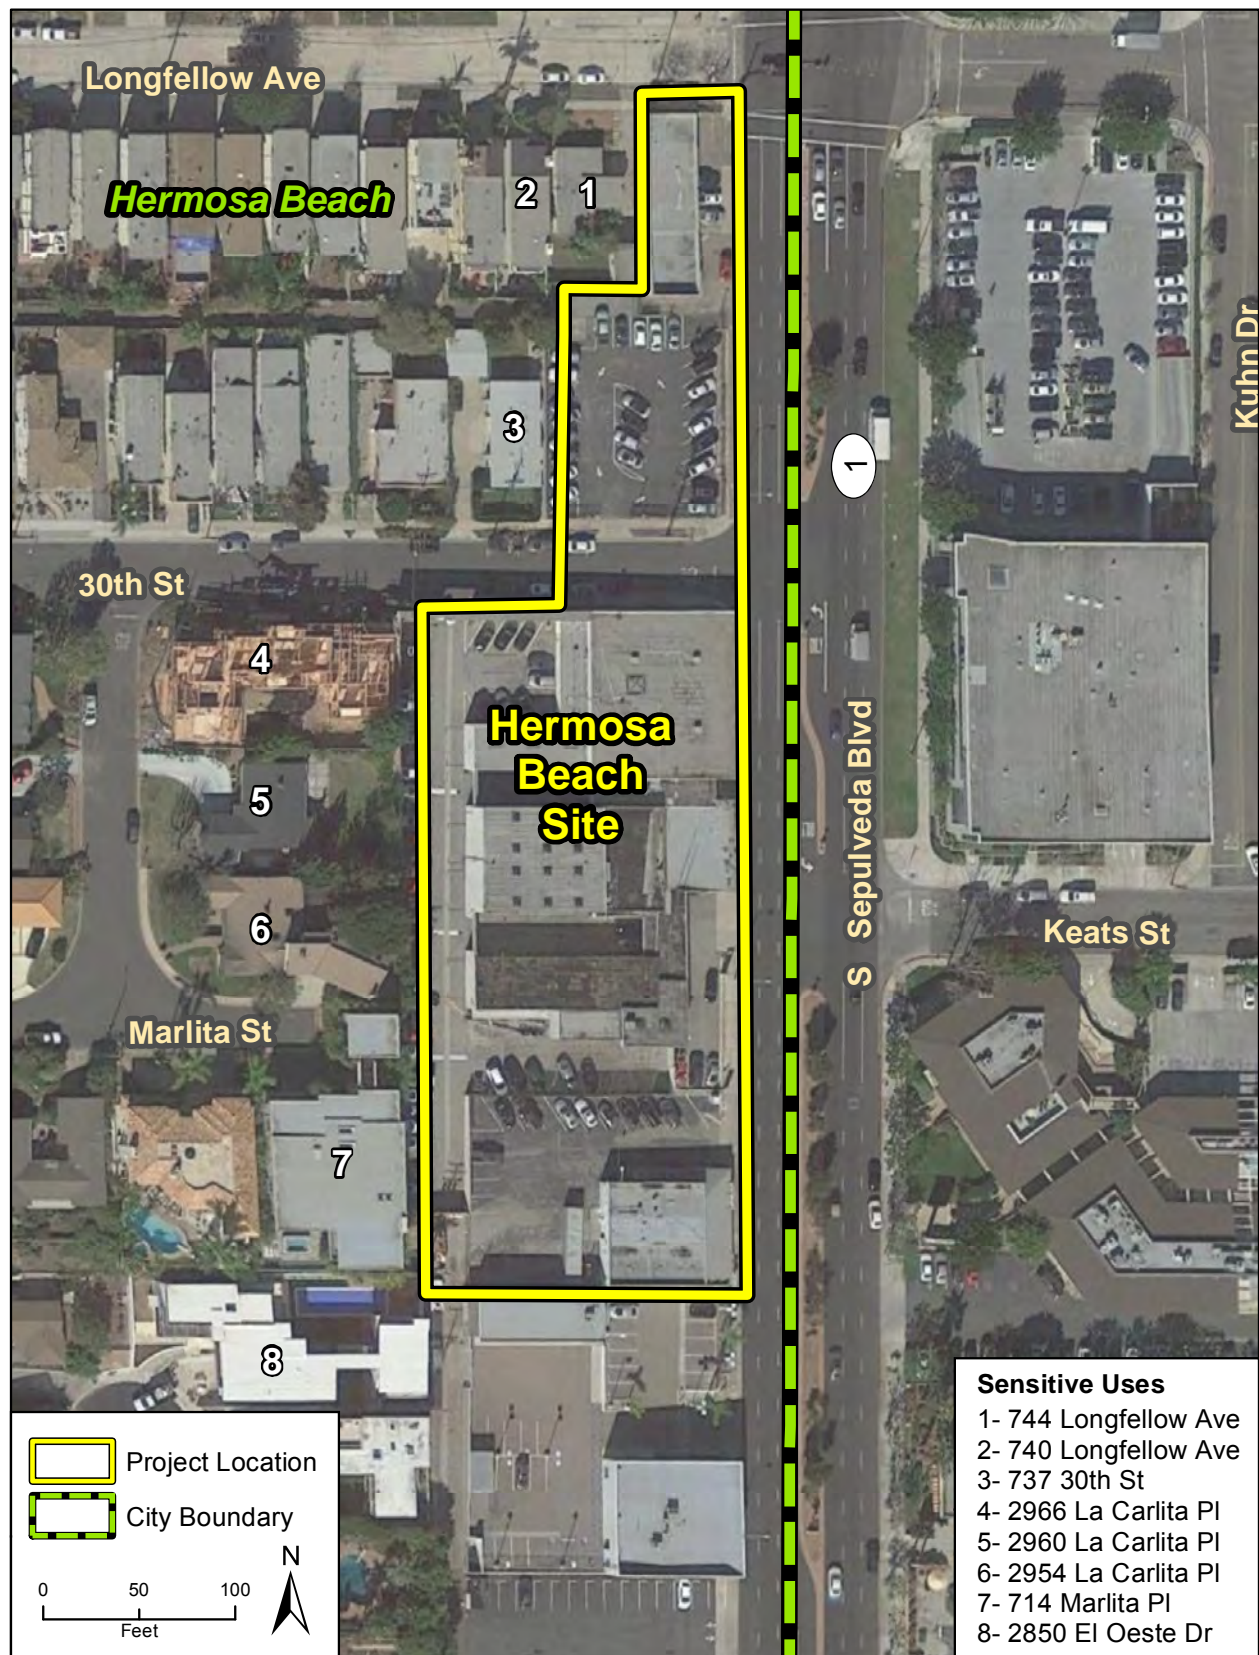 Longfellow Ave
Hermosa Beach
2
1
3
Kuhn Dr
1
30th St
4
Hermosa
Beach
Site
5
S Sepulveda Blvd
6
Keats St
Marlita St
7
8
Project Location
City Boundary
N
0 50 100
Feet
Sensitive Uses
1- 744 Longfellow Ave
2- 740 Longfellow Ave
3- 737 30th St
4- 2966 La Carlita Pl
5- 2960 La Carlita Pl
6- 2954 La Carlita Pl
7- 714 Marlita Pl
8- 2850 El Oeste Dr